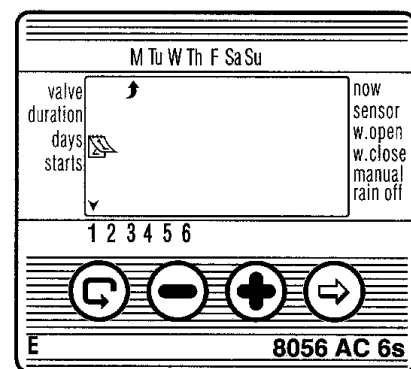 M Tu W Th F Sa Su
valve
duration
days
starts
now
sensor
w.open
w.close
manual
rain off
1 2 3 4 5 6
E
8056 AC 6s